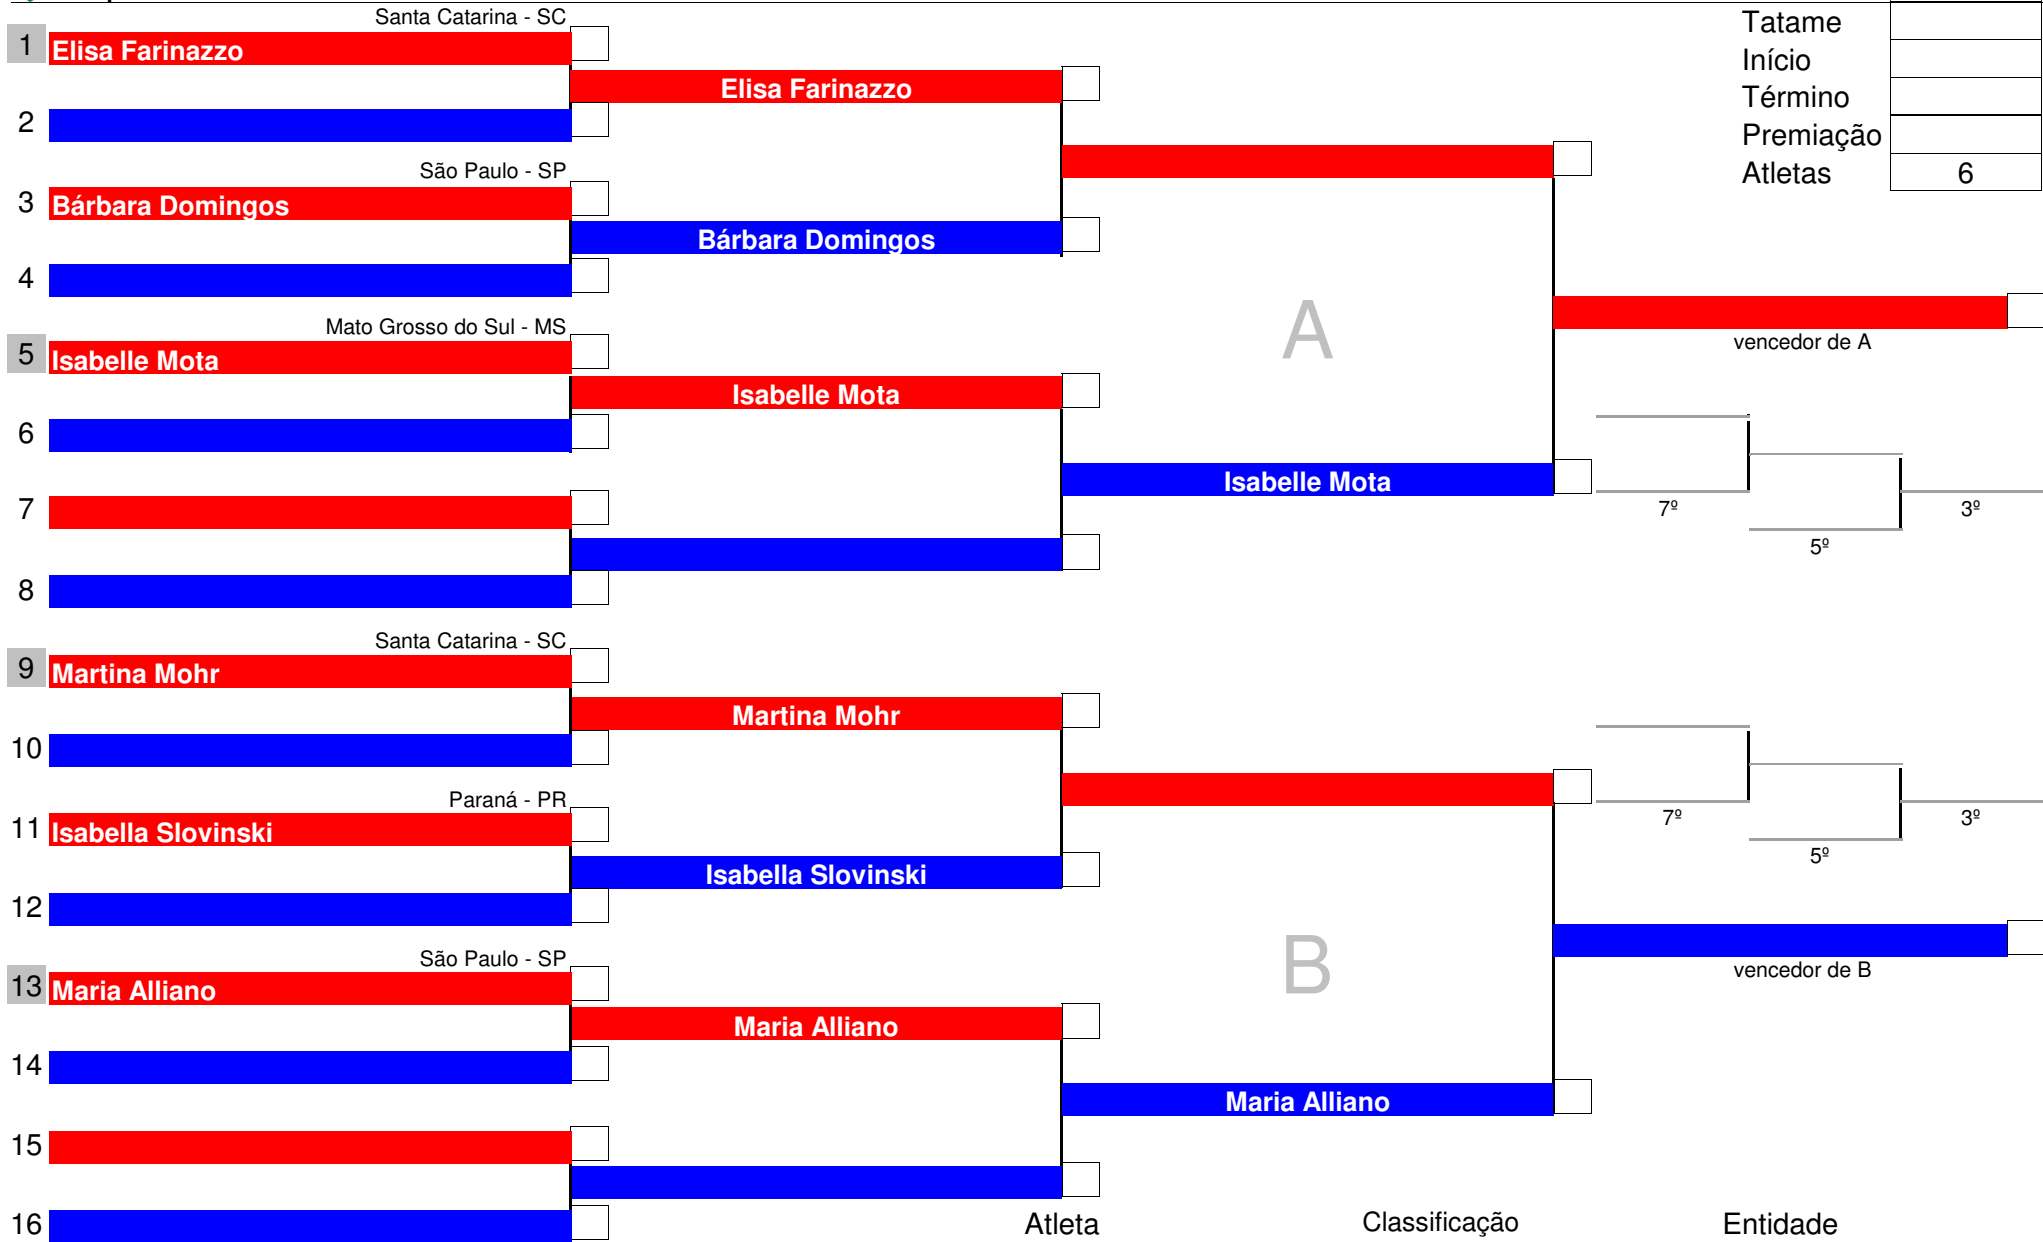 Santa Catarina - SC
Tatame
1 Elisa Farinazzo
Início
Elisa Farinazzo
Término
2
Premiação
São Paulo - SP
Atletas 6
3 Bárbara Domingos
Bárbara Domingos
4
Mato Grosso do Sul - MS
A
vencedor de A
5 Isabelle Mota
Isabelle Mota
6
Isabelle Mota
7
7º
3º
5º
8
Santa Catarina - SC
9 Martina Mohr
Martina Mohr
10
Paraná - PR
7º
3º
11 Isabella Slovinski
5º
Isabella Slovinski
12
São Paulo - SP
B
vencedor de B
13 Maria Alliano
Maria Alliano
14
Maria Alliano
15
16
Atleta Classificação Entidade